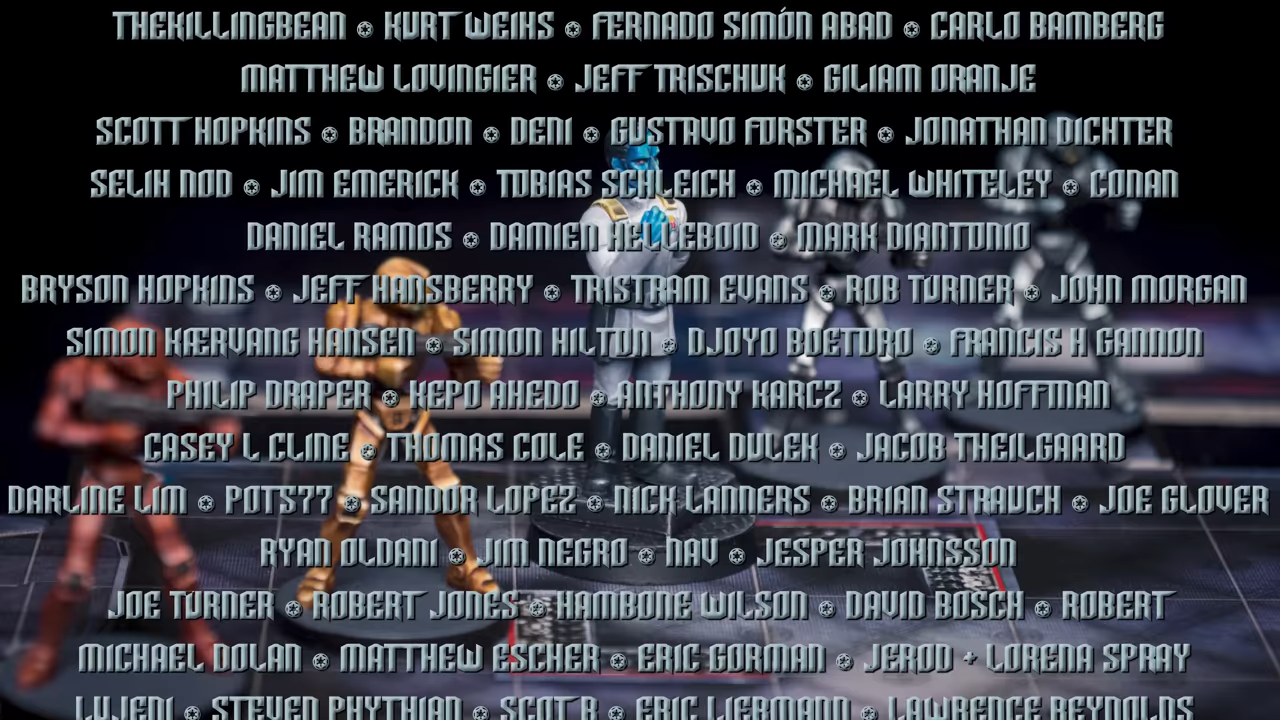 THEKILLINGBEAN KURT WEIHS FERNADO SIMÓN ABAD CARLO BAMBERG
MATTHEW LOVINGIER JEFF TRISCHUK GILIAM ORANJE
SCOTT HOPKINS BRANDON DENI GUSTAVO FORSTER JONATHAN DICHTER
SELIH NOD JIM EMERICK TOBIAS SCHLEICH MICHAEL WHITELEY CONAN
DANIEL RAMOS DAMIEN HELLEBOID MARK DIANTONIO
BRYSON HOPKINS JEFF HANSBERRY TRISTRAM EVANS ROB TURNER JOHN MORGAN
SIMON KÆRVANG HANSEN SIMON HILTON DJOYO BOETORO FRANCIS H GANNON
PHILIP DRAPER KEPO AHEDO ANTHONY KARCZ LARRY HOFFMAN
CASEY L CLINE THOMAS COLE DANIEL DULEK JACOB THEILGAARD
DARLINE LIM POTS77 SANDOR LOPEZ NICK LANNERS BRIAN STRAUCH JOE GLOVER
RYAN OLDANI JIM NEGRO NAV JESPER JOHNSSON
JOE TURNER ROBERT JONES HAMBONE WILSON DAVID BOSCH ROBERT
MICHAEL DOLAN MATTHEW ESCHER ERIC GORMAN JEROD + LORENA SPRAY
LUJENI STEVEN PHYTHIAN SCOT R ERIC LIERMANN LAWRENCE REYNOLDS